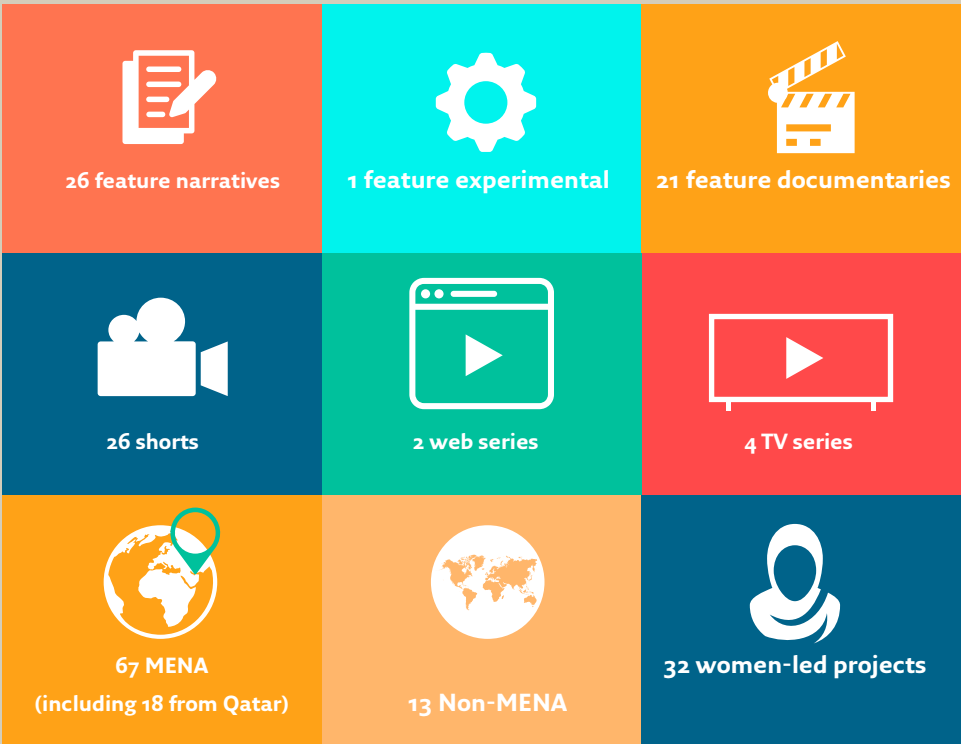 26 feature narratives
1 feature experimental
21 feature documentaries
26 shorts
2 web series
4 TV series
67 MENA
(including 18 from Qatar)
13 Non-MENA
32 women-led projects